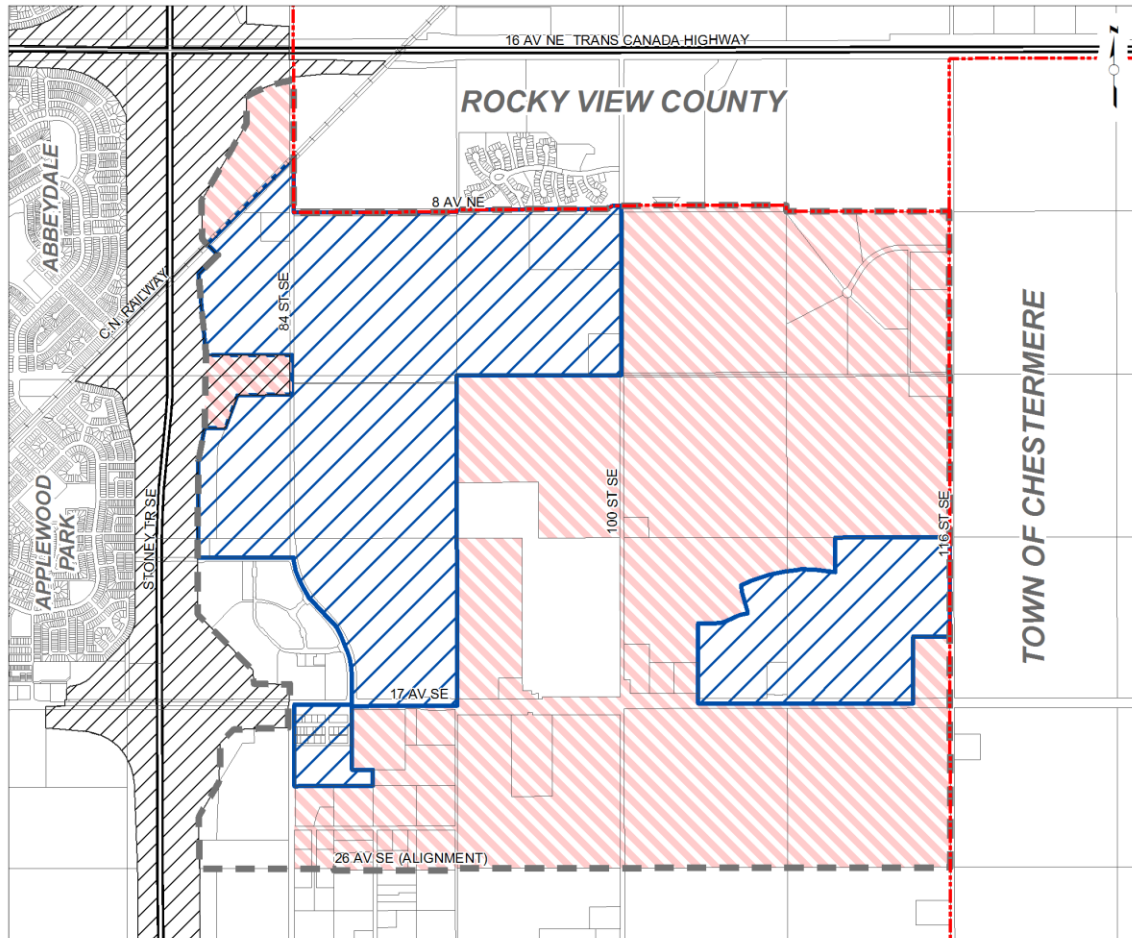 16 AV NE TRANS CANADA HIGHWAY
ROCKY VIEW COUNTY
ABBEYDALE
8 AV NE
C.N. RAILWAY
84 ST SE
TOWN OF CHESTERMERE
APPLEWOOD
PARK
STONEY TR SE
100 ST SE
116 ST SE
17 AV SE
26 AV SE (ALIGNMENT)